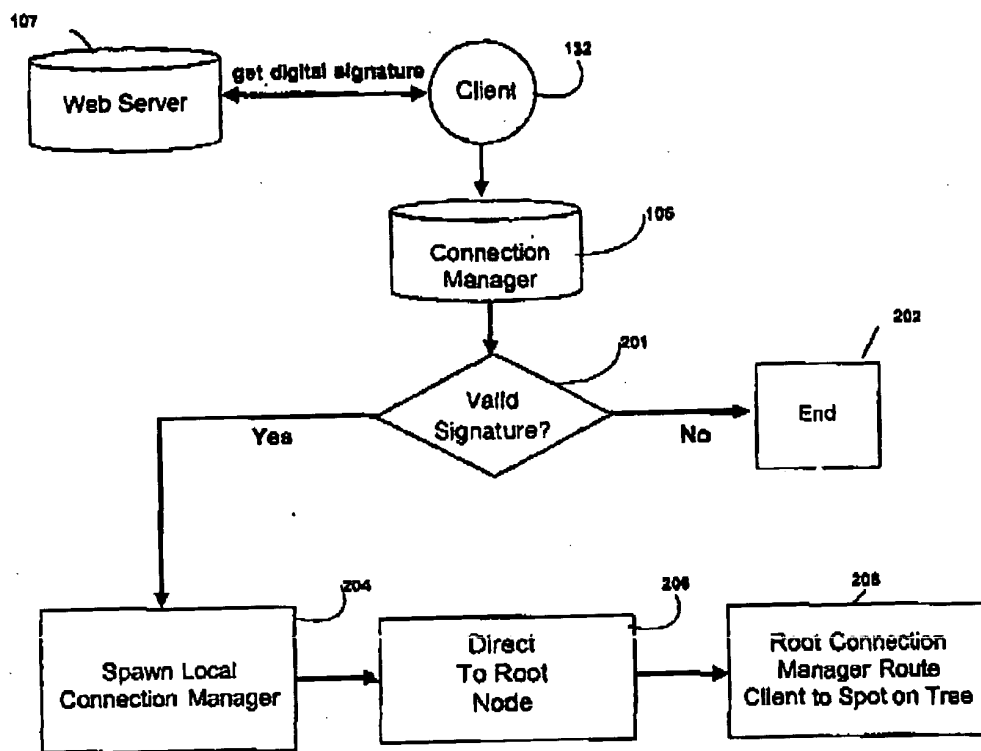 107
Web Server
get digital signature
Client
132
Connection
Manager
106
Valid
Signature?
201
Yes
No
End
202
Spawn Local
Connection Manager
204
Direct
To Root
Node
206
Root Connection
Manager Route
Client to Spot on Tree
208